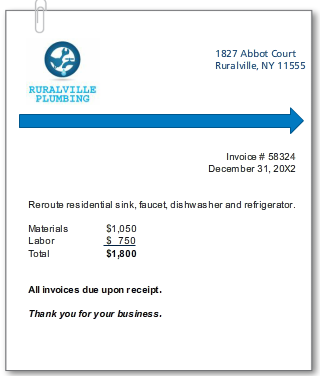 1827 Abbot Court
Ruralville, NY 11555
RURALVILLE
PLUMBING
Invoice # 58324
December 31, 20X2
Reroute residential sink, faucet, dishwasher and refrigerator.
Materials $1,050
Labor $ 750
Total $1,800
All invoices due upon receipt.
Thank you for your business.